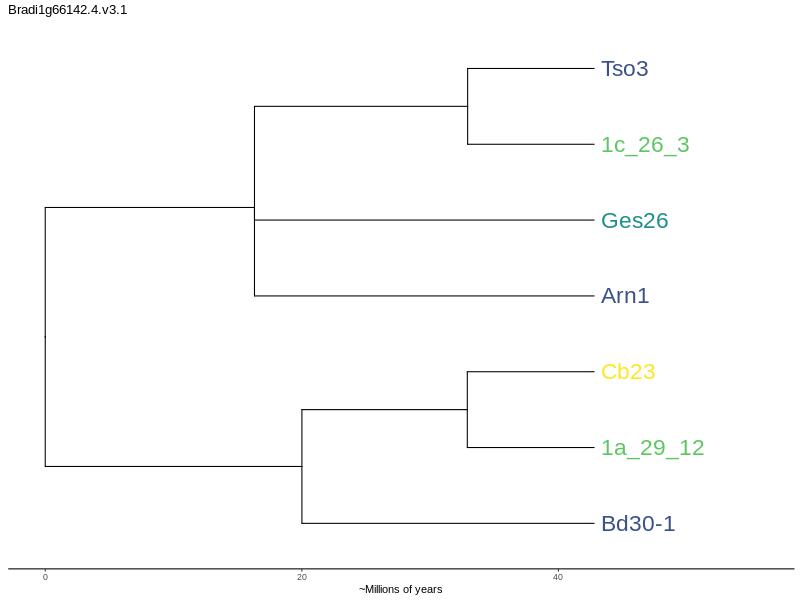 Bradi1g66142.4.v3.1
Tso3
1c_26_3
Ges26
Arn1
Cb23
1a_29_12
Bd30-1
0 20 40
~Millions of years